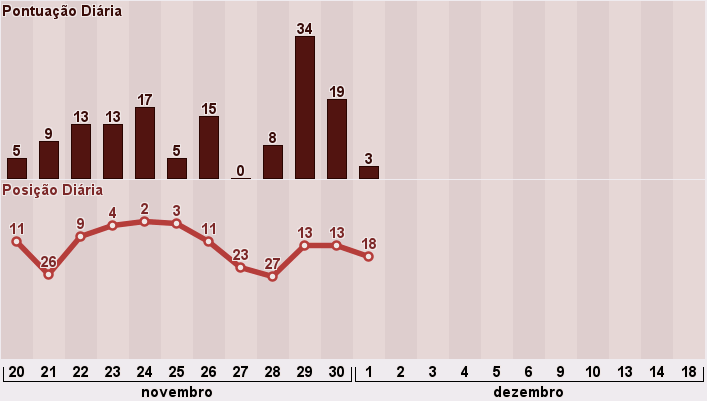 Pontuação Diária
5 9 13 13 17 5 15 0 8 34 19 3
Posição Diária
11 26 9 4 2 3 11 23 27 13 13 18
20 21 22 23 24 25 26 27 28 29 30 1 2 3 4 5 6 9 10 13 14 18
novembro dezembro